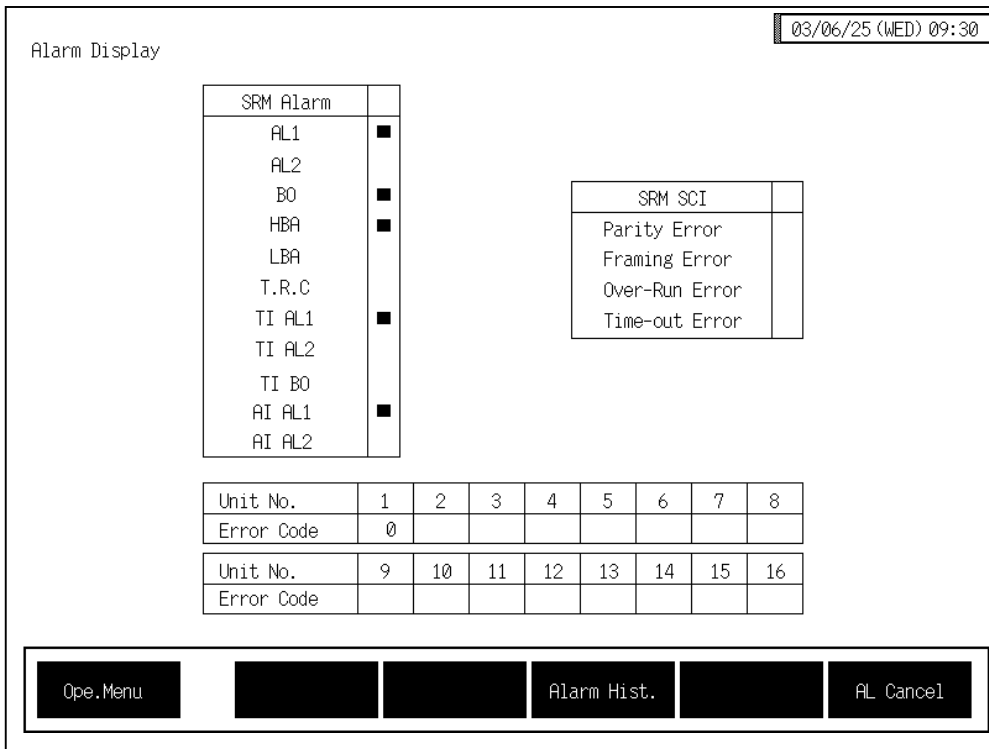 03/06/25(WED) 09:30
Alarm Display
SRM Alarm
AL1 ■
AL2
BO ■
HBA ■
LBA
T.R.C
TI AL1 ■
TI AL2
TI BO
AI AL1 ■
AI AL2
SRM SCI
Parity Error
Framing Error
Over-Run Error
Time-out Error
Unit No. 1 2 3 4 5 6 7 8
Error Code 0
Unit No. 9 10 11 12 13 14 15 16
Error Code
Ope.Menu Alarm Hist. AL Cancel